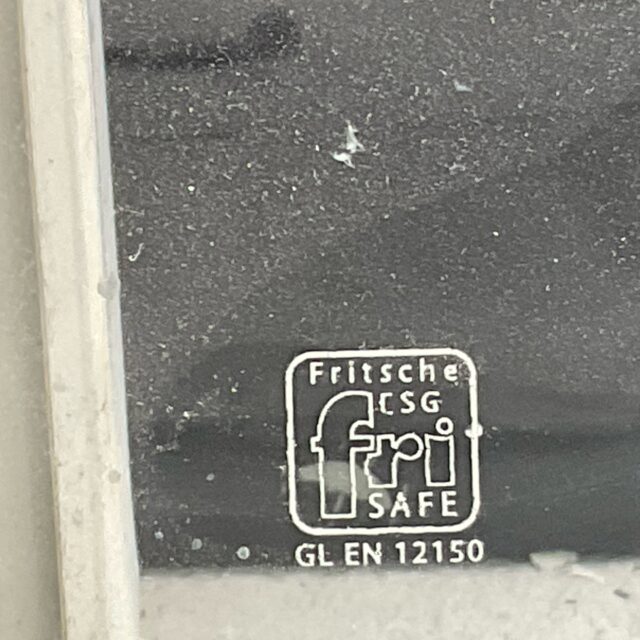 Fritsche
ESG
fri
SAFE
GL EN 12150